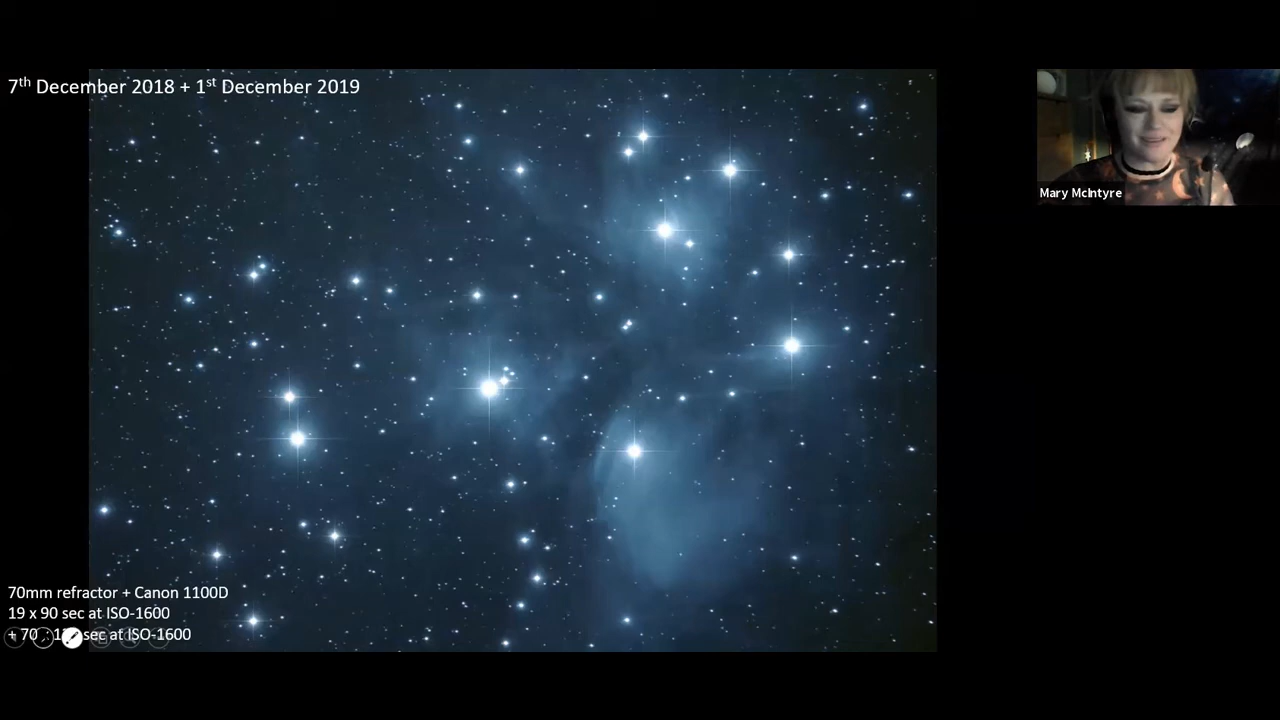 7th December 2018 + 1st December 2019
Mary McIntyre
70mm refractor + Canon 1100D
19 x 90 sec at ISO-1600
+ 70 sec at ISO-1600